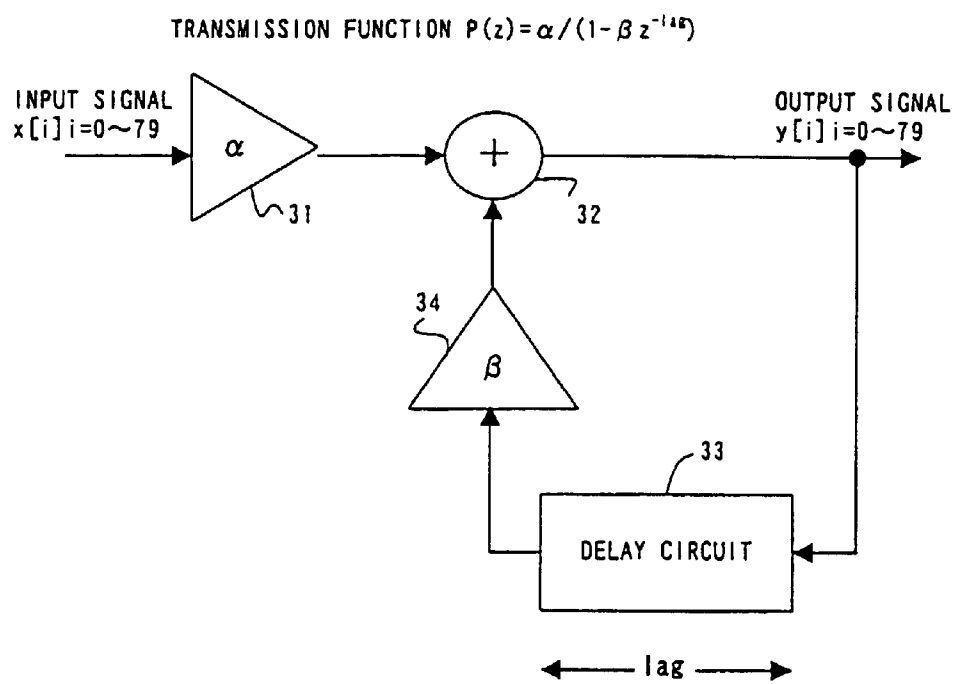 TRANSMISSION FUNCTION P(z)=α/(1-βz⁻ˡᵃᵍ)
INPUT SIGNAL
x[i]i=0～79
OUTPUT SIGNAL
y[i]i=0～79
α
+
31
32
34
β
33
DELAY CIRCUIT
lag